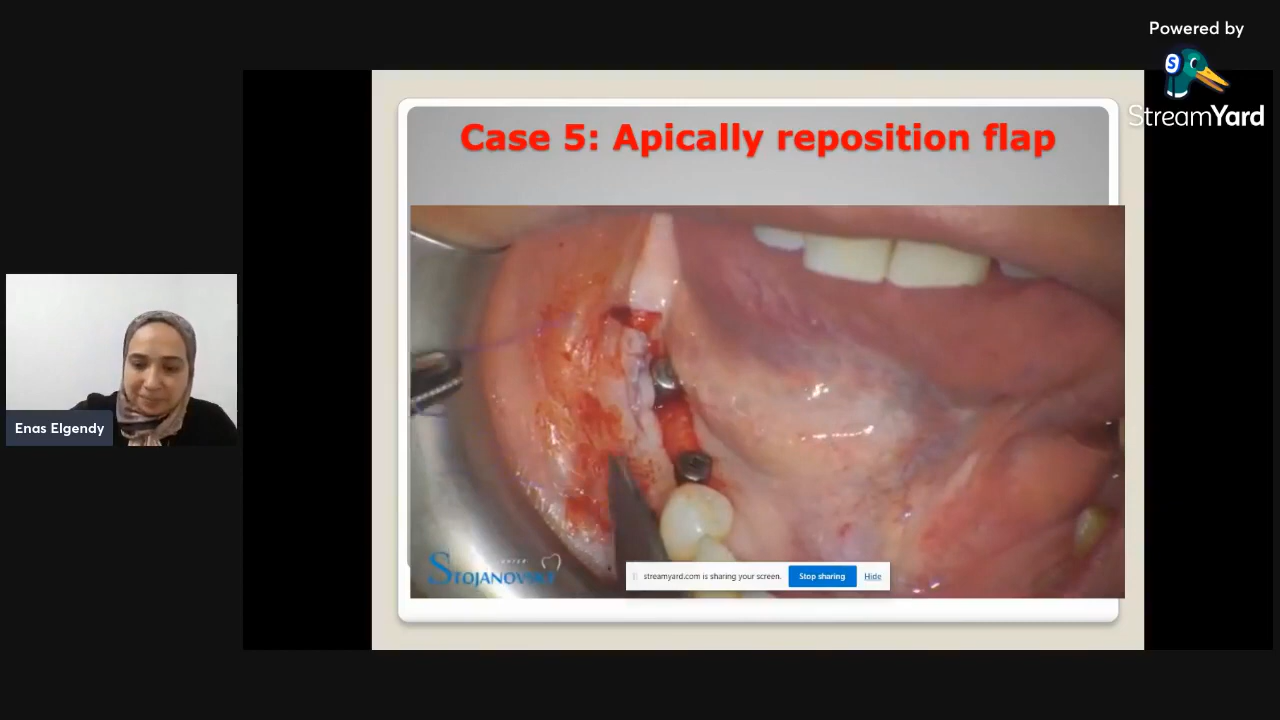 Powered by
StreamYard
Case 5: Apically reposition flap
Enas Elgendy
streamyard.com is sharing your screen.
Stop sharing
Hide